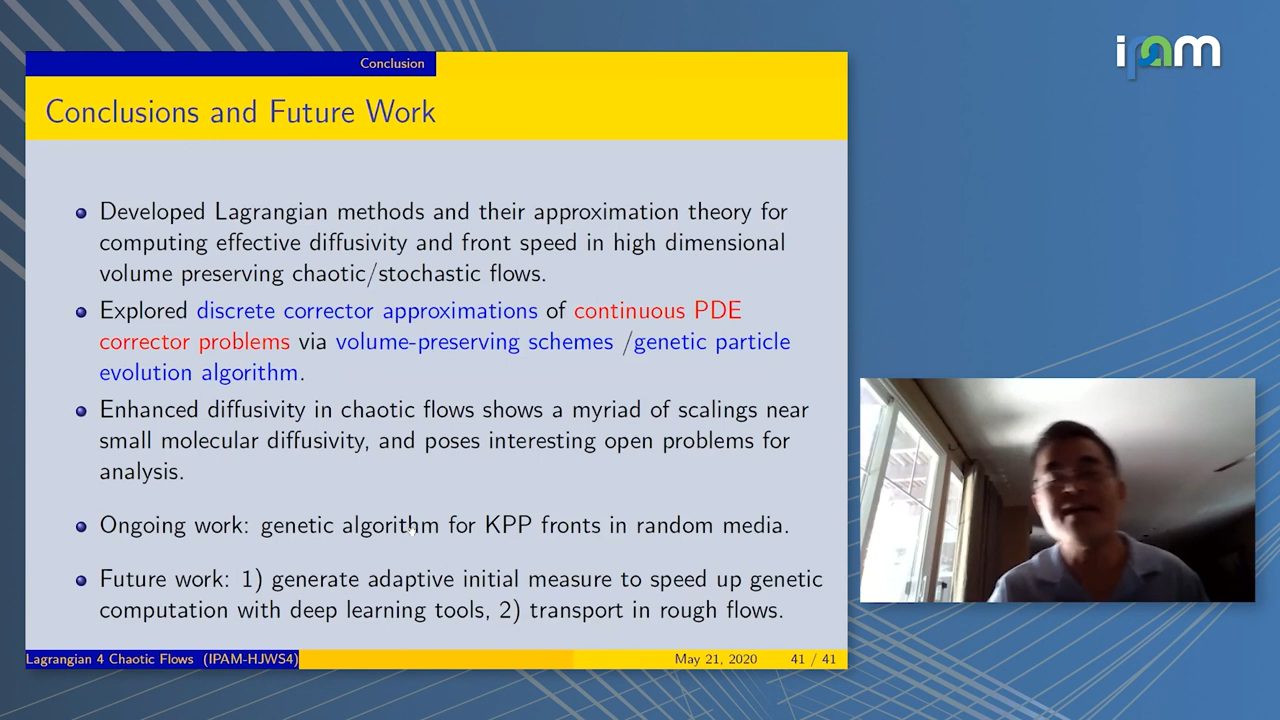 ipam
Conclusion
Conclusions and Future Work
Developed Lagrangian methods and their approximation theory for
computing effective diffusivity and front speed in high dimensional
volume preserving chaotic/stochastic flows.
Explored discrete corrector approximations of continuous PDE
corrector problems via volume-preserving schemes /genetic particle
evolution algorithm.
Enhanced diffusivity in chaotic flows shows a myriad of scalings near
small molecular diffusivity, and poses interesting open problems for
analysis.
Ongoing work: genetic algorithm for KPP fronts in random media.
Future work: 1) generate adaptive initial measure to speed up genetic
computation with deep learning tools, 2) transport in rough flows.
Lagrangian 4 Chaotic Flows (IPAM-HJWS4) May 21, 2020 41 / 41